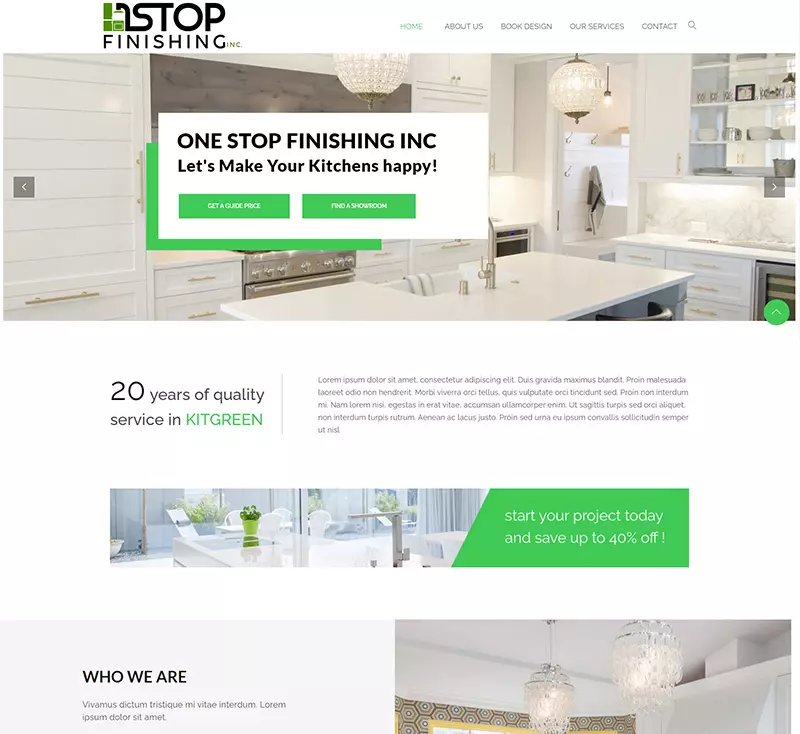 1STOP
FINISHING INC.
HOME ABOUT US BOOK DESIGN OUR SERVICES CONTACT
ONE STOP FINISHING INC
Let's Make Your Kitchens happy!
GET A GUIDE PRICE FIND A SHOWROOM
20 years of quality
service in KITGREEN
Lorem ipsum dolor sit amet, consectetur adipiscing elit. Duis gravida maximus blandit. Proin malesuada
laoreet odio non hendrerit. Morbi viverra orci tellus, quis vulputate orci tincidunt sed. Proin non interdum
mi. Nam lorem nisi, egestas in erat vitae, accumsan ullamcorper enim. Ut sagittis turpis sed orci aliquet,
non interdum turpis rutrum. Aenean ac lacus justo. Proin sed urna eu ipsum convallis sollicitudin semper
ut nisl.
start your project today
and save up to 40% off !
WHO WE ARE
Vivamus dictum tristique mi vitae interdum. Lorem
ipsum dolor sit amet.